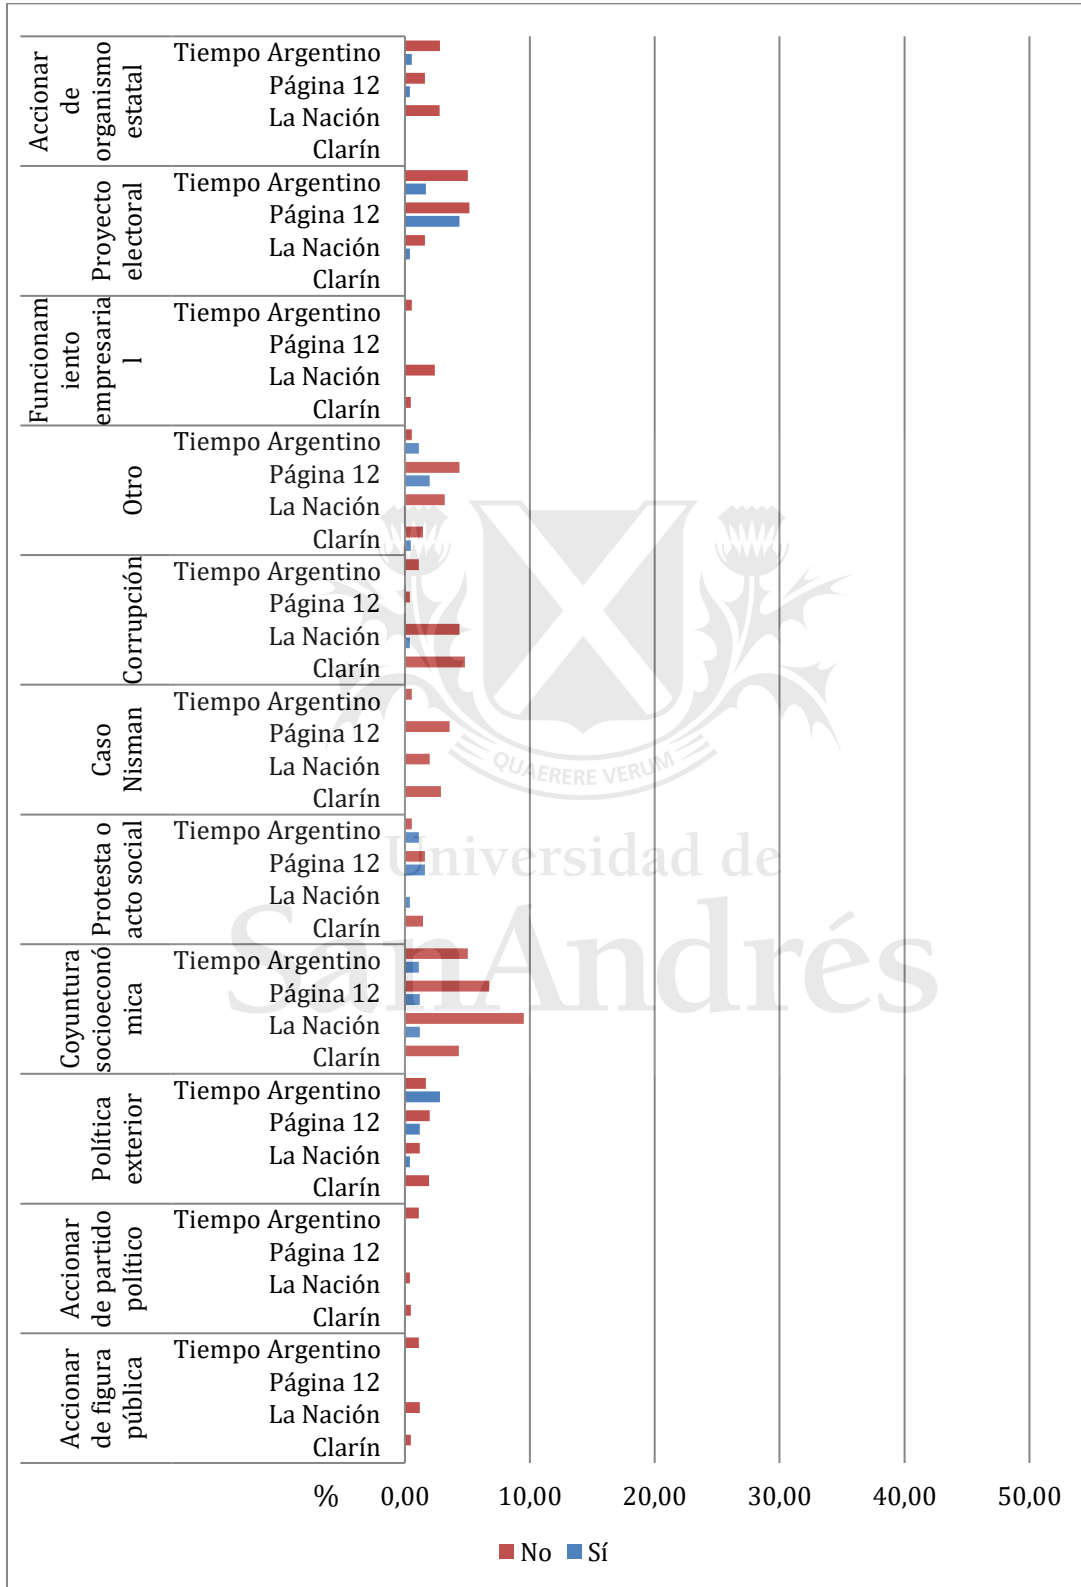 Accionar
de
organismo
estatal
Tiempo Argentino
Página 12
La Nación
Clarín
Proyecto
electoral
Tiempo Argentino
Página 12
La Nación
Clarín
Funcionam
iento
empresaria
l
Tiempo Argentino
Página 12
La Nación
Clarín
Otro
Tiempo Argentino
Página 12
La Nación
Clarín
Corrupción
Tiempo Argentino
Página 12
La Nación
Clarín
Caso
Nisman
Tiempo Argentino
Página 12
La Nación
Clarín
Protesta o
acto social
Tiempo Argentino
Página 12
La Nación
Clarín
Coyuntura
socioeconó
mica
Tiempo Argentino
Página 12
La Nación
Clarín
Política
exterior
Tiempo Argentino
Página 12
La Nación
Clarín
Accionar
de partido
político
Tiempo Argentino
Página 12
La Nación
Clarín
Accionar
de figura
pública
Tiempo Argentino
Página 12
La Nación
Clarín
% 0,00 10,00 20,00 30,00 40,00 50,00
No Sí
QUAERERE VERUM
Universidad de
SanAndrés